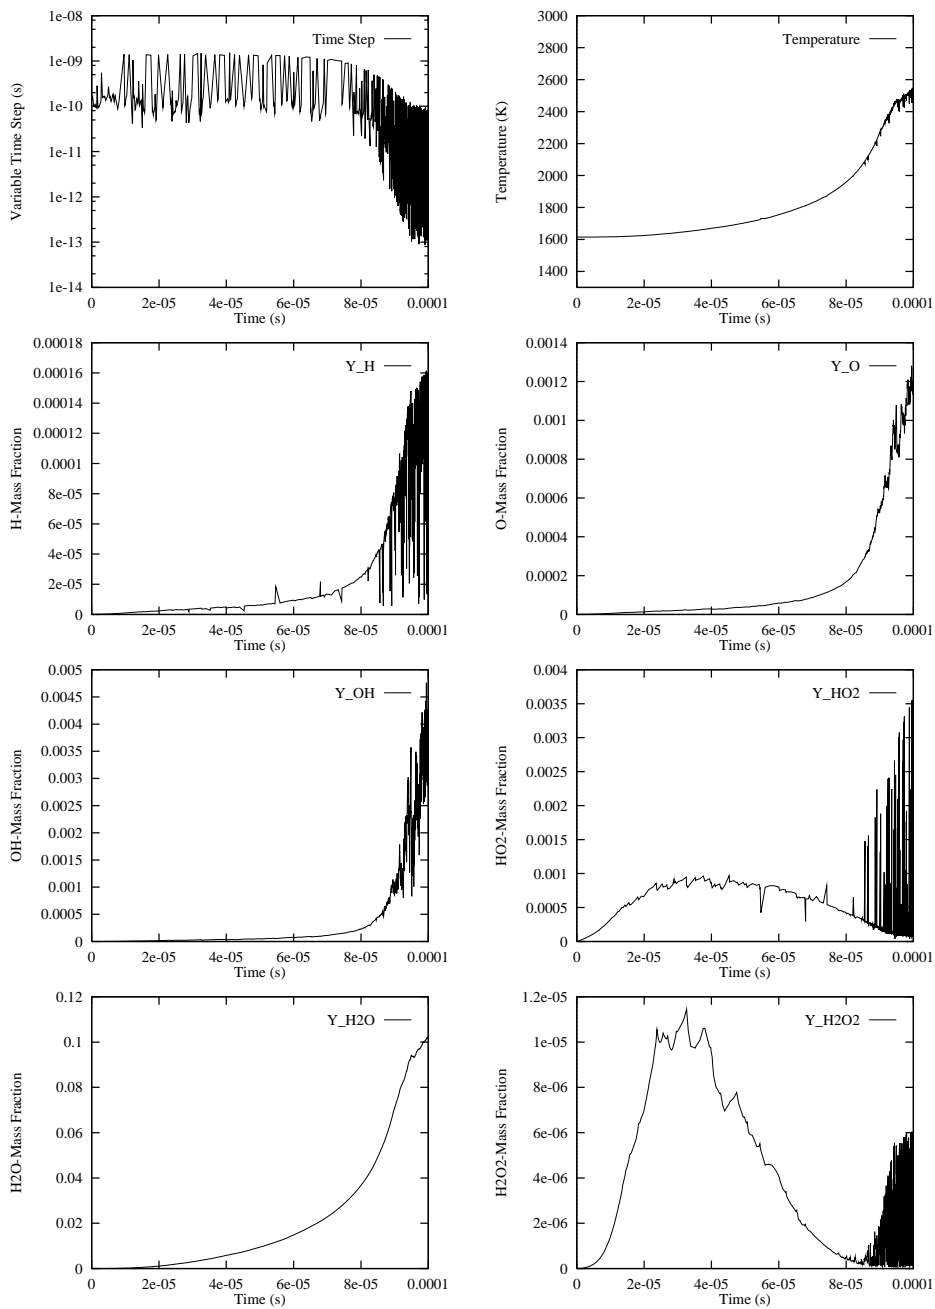 1e-08
1e-09
1e-10
1e-11
1e-12
1e-13
1e-14
0 2e-05 4e-05 6e-05 8e-05 0.0001
Variable Time Step (s)
Time (s)
Time Step
3000
2800
2600
2400
2200
2000
1800
1600
1400
0 2e-05 4e-05 6e-05 8e-05 0.0001
Temperature (K)
Time (s)
Temperature
0.00018
0.00016
0.00014
0.00012
0.0001
8e-05
6e-05
4e-05
2e-05
0
0 2e-05 4e-05 6e-05 8e-05 0.0001
H-Mass Fraction
Time (s)
Y_H
0.0014
0.0012
0.001
0.0008
0.0006
0.0004
0.0002
0
0 2e-05 4e-05 6e-05 8e-05 0.0001
O-Mass Fraction
Time (s)
Y_O
0.005
0.0045
0.004
0.0035
0.003
0.0025
0.002
0.0015
0.001
0.0005
0
0 2e-05 4e-05 6e-05 8e-05 0.0001
OH-Mass Fraction
Time (s)
Y_OH
0.004
0.0035
0.003
0.0025
0.002
0.0015
0.001
0.0005
0
0 2e-05 4e-05 6e-05 8e-05 0.0001
HO2-Mass Fraction
Time (s)
Y_HO2
0.12
0.1
0.08
0.06
0.04
0.02
0
0 2e-05 4e-05 6e-05 8e-05 0.0001
H2O-Mass Fraction
Time (s)
Y_H2O
1.2e-05
1e-05
8e-06
6e-06
4e-06
2e-06
0
0 2e-05 4e-05 6e-05 8e-05 0.0001
H2O2-Mass Fraction
Time (s)
Y_H2O2